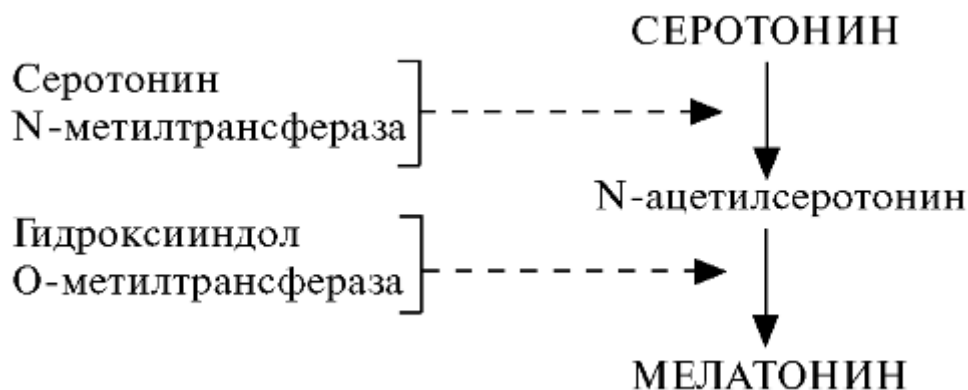 СЕРОТОНИН
Серотонин
N-метилтрансфераза
N-ацетилсеротонин
Гидроксииндол
О-метилтрансфераза
МЕЛАТОНИН